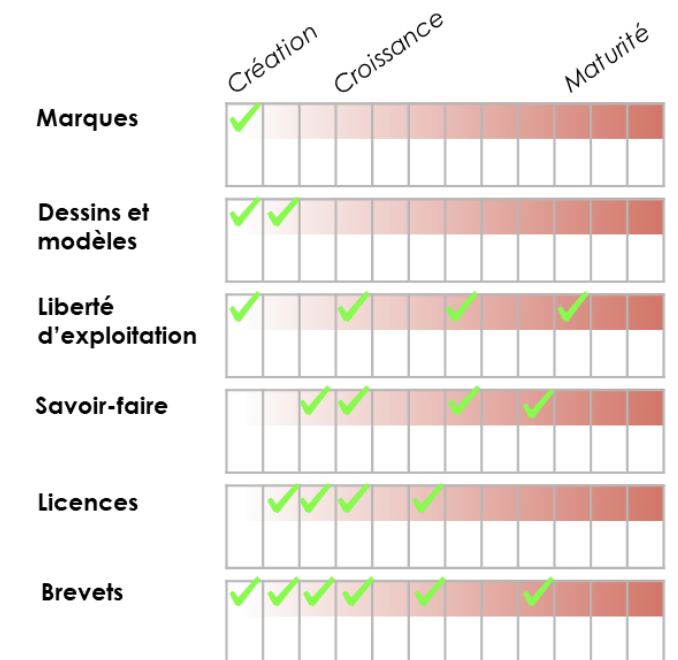 Création
Croissance
Maturité
Marques
Dessins et
modèles
Liberté
d'exploitation
Savoir-faire
Licences
Brevets